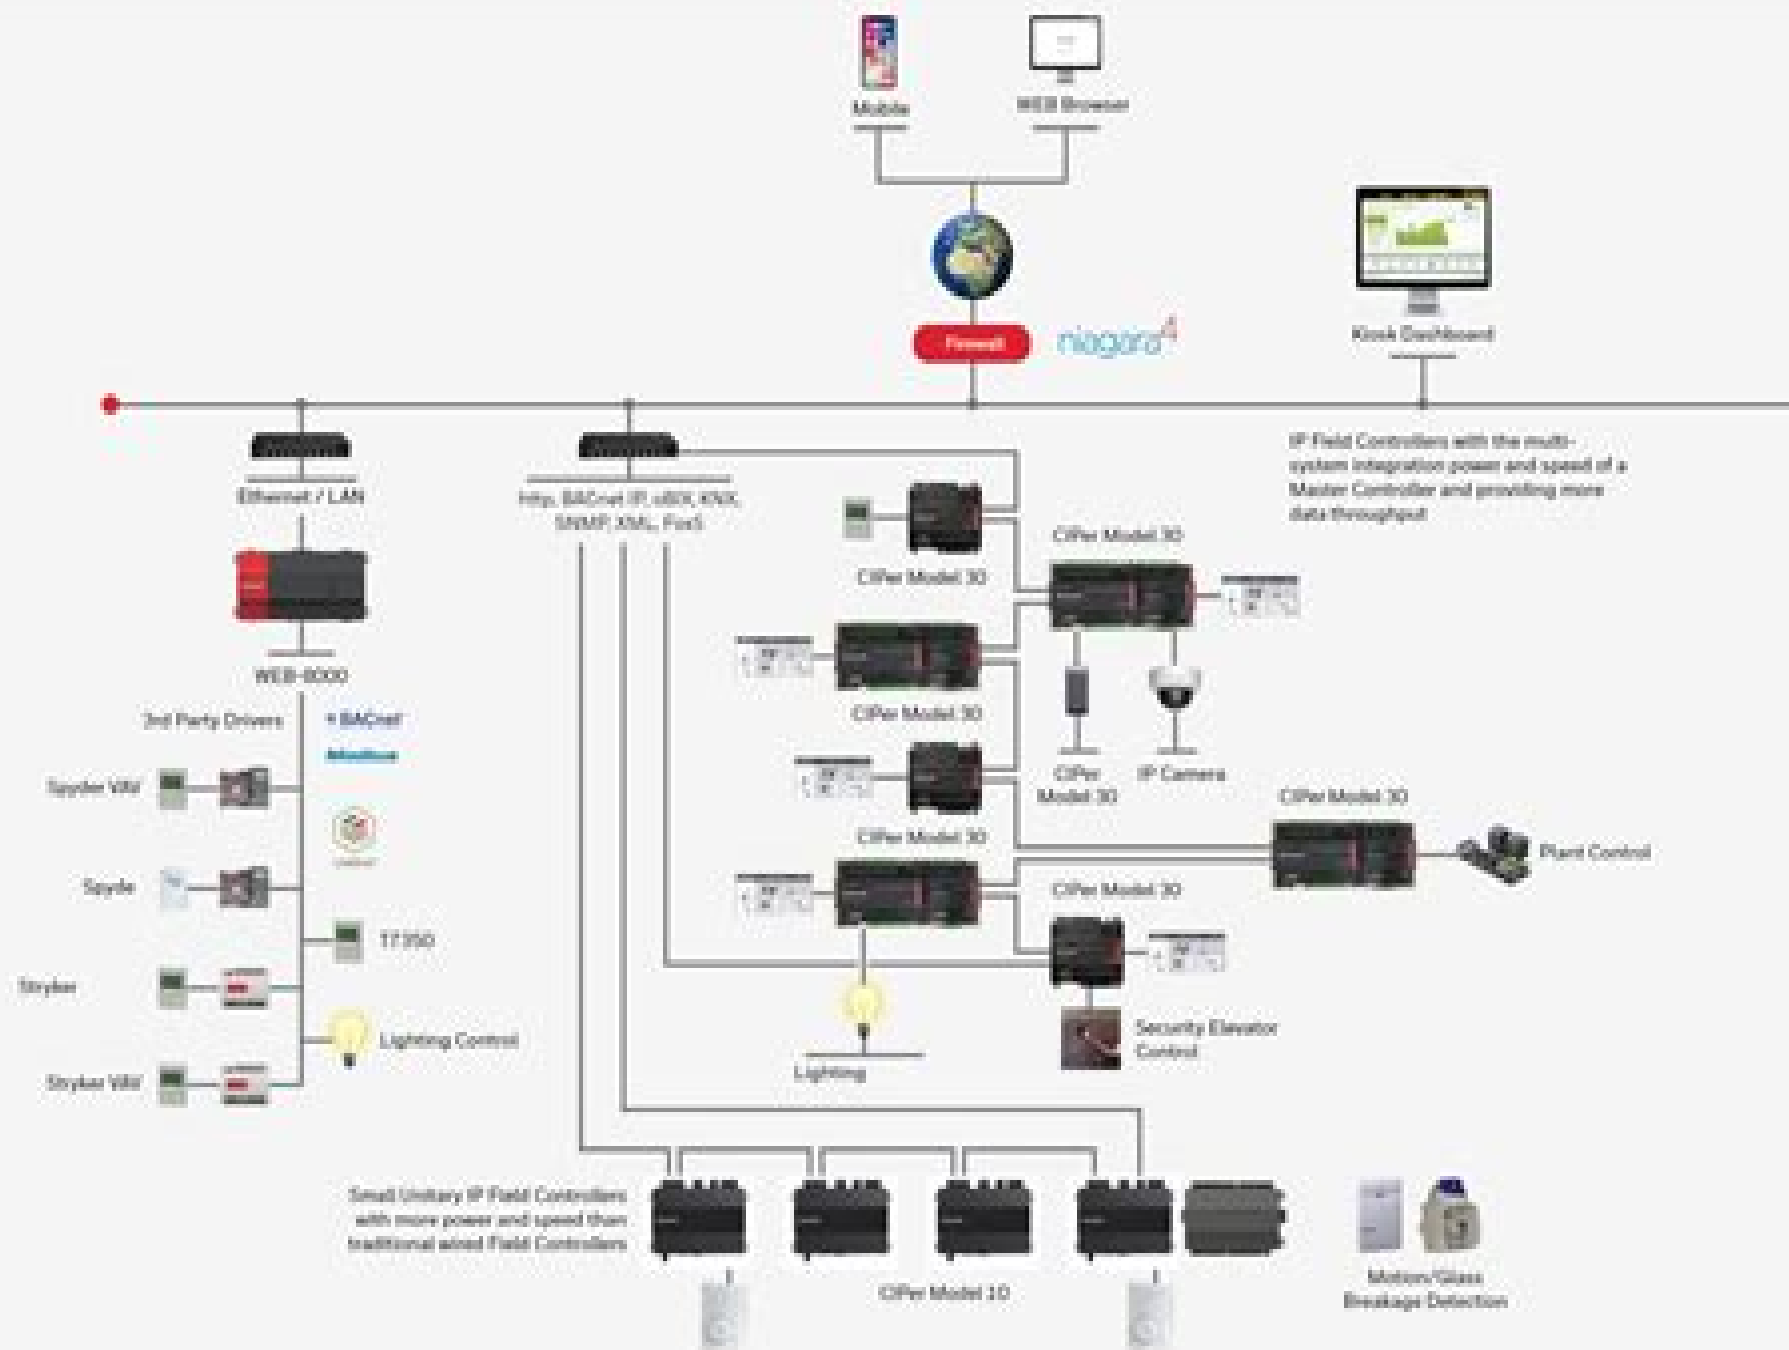 Mobile
WEB Browser
Firewall
niagara4
Kiosk Dashboard
Ethernet / LAN
http, BACnet IP, oBIX, KNX,
SNMP, XML, FoxS
IP Field Controllers with the multi-
system integration power and speed of a
Master Controller and providing more
data throughput
WEB-8000
3rd Party Drivers
BACnet
Modbus
Spyder VAV
Spyde
T7350
Stryker
Lighting Control
Stryker VAV
CIPer Model 30
CIPer Model 30
CIPer Model 30
CIPer
Model 30
IP Camera
CIPer Model 30
CIPer Model 30
Plant Control
CIPer Model 30
Lighting
Security Elevator
Control
Small Unitary IP Field Controllers
with more power and speed than
traditional wired Field Controllers
CIPer Model 10
Motion/Glass
Breakage Detection